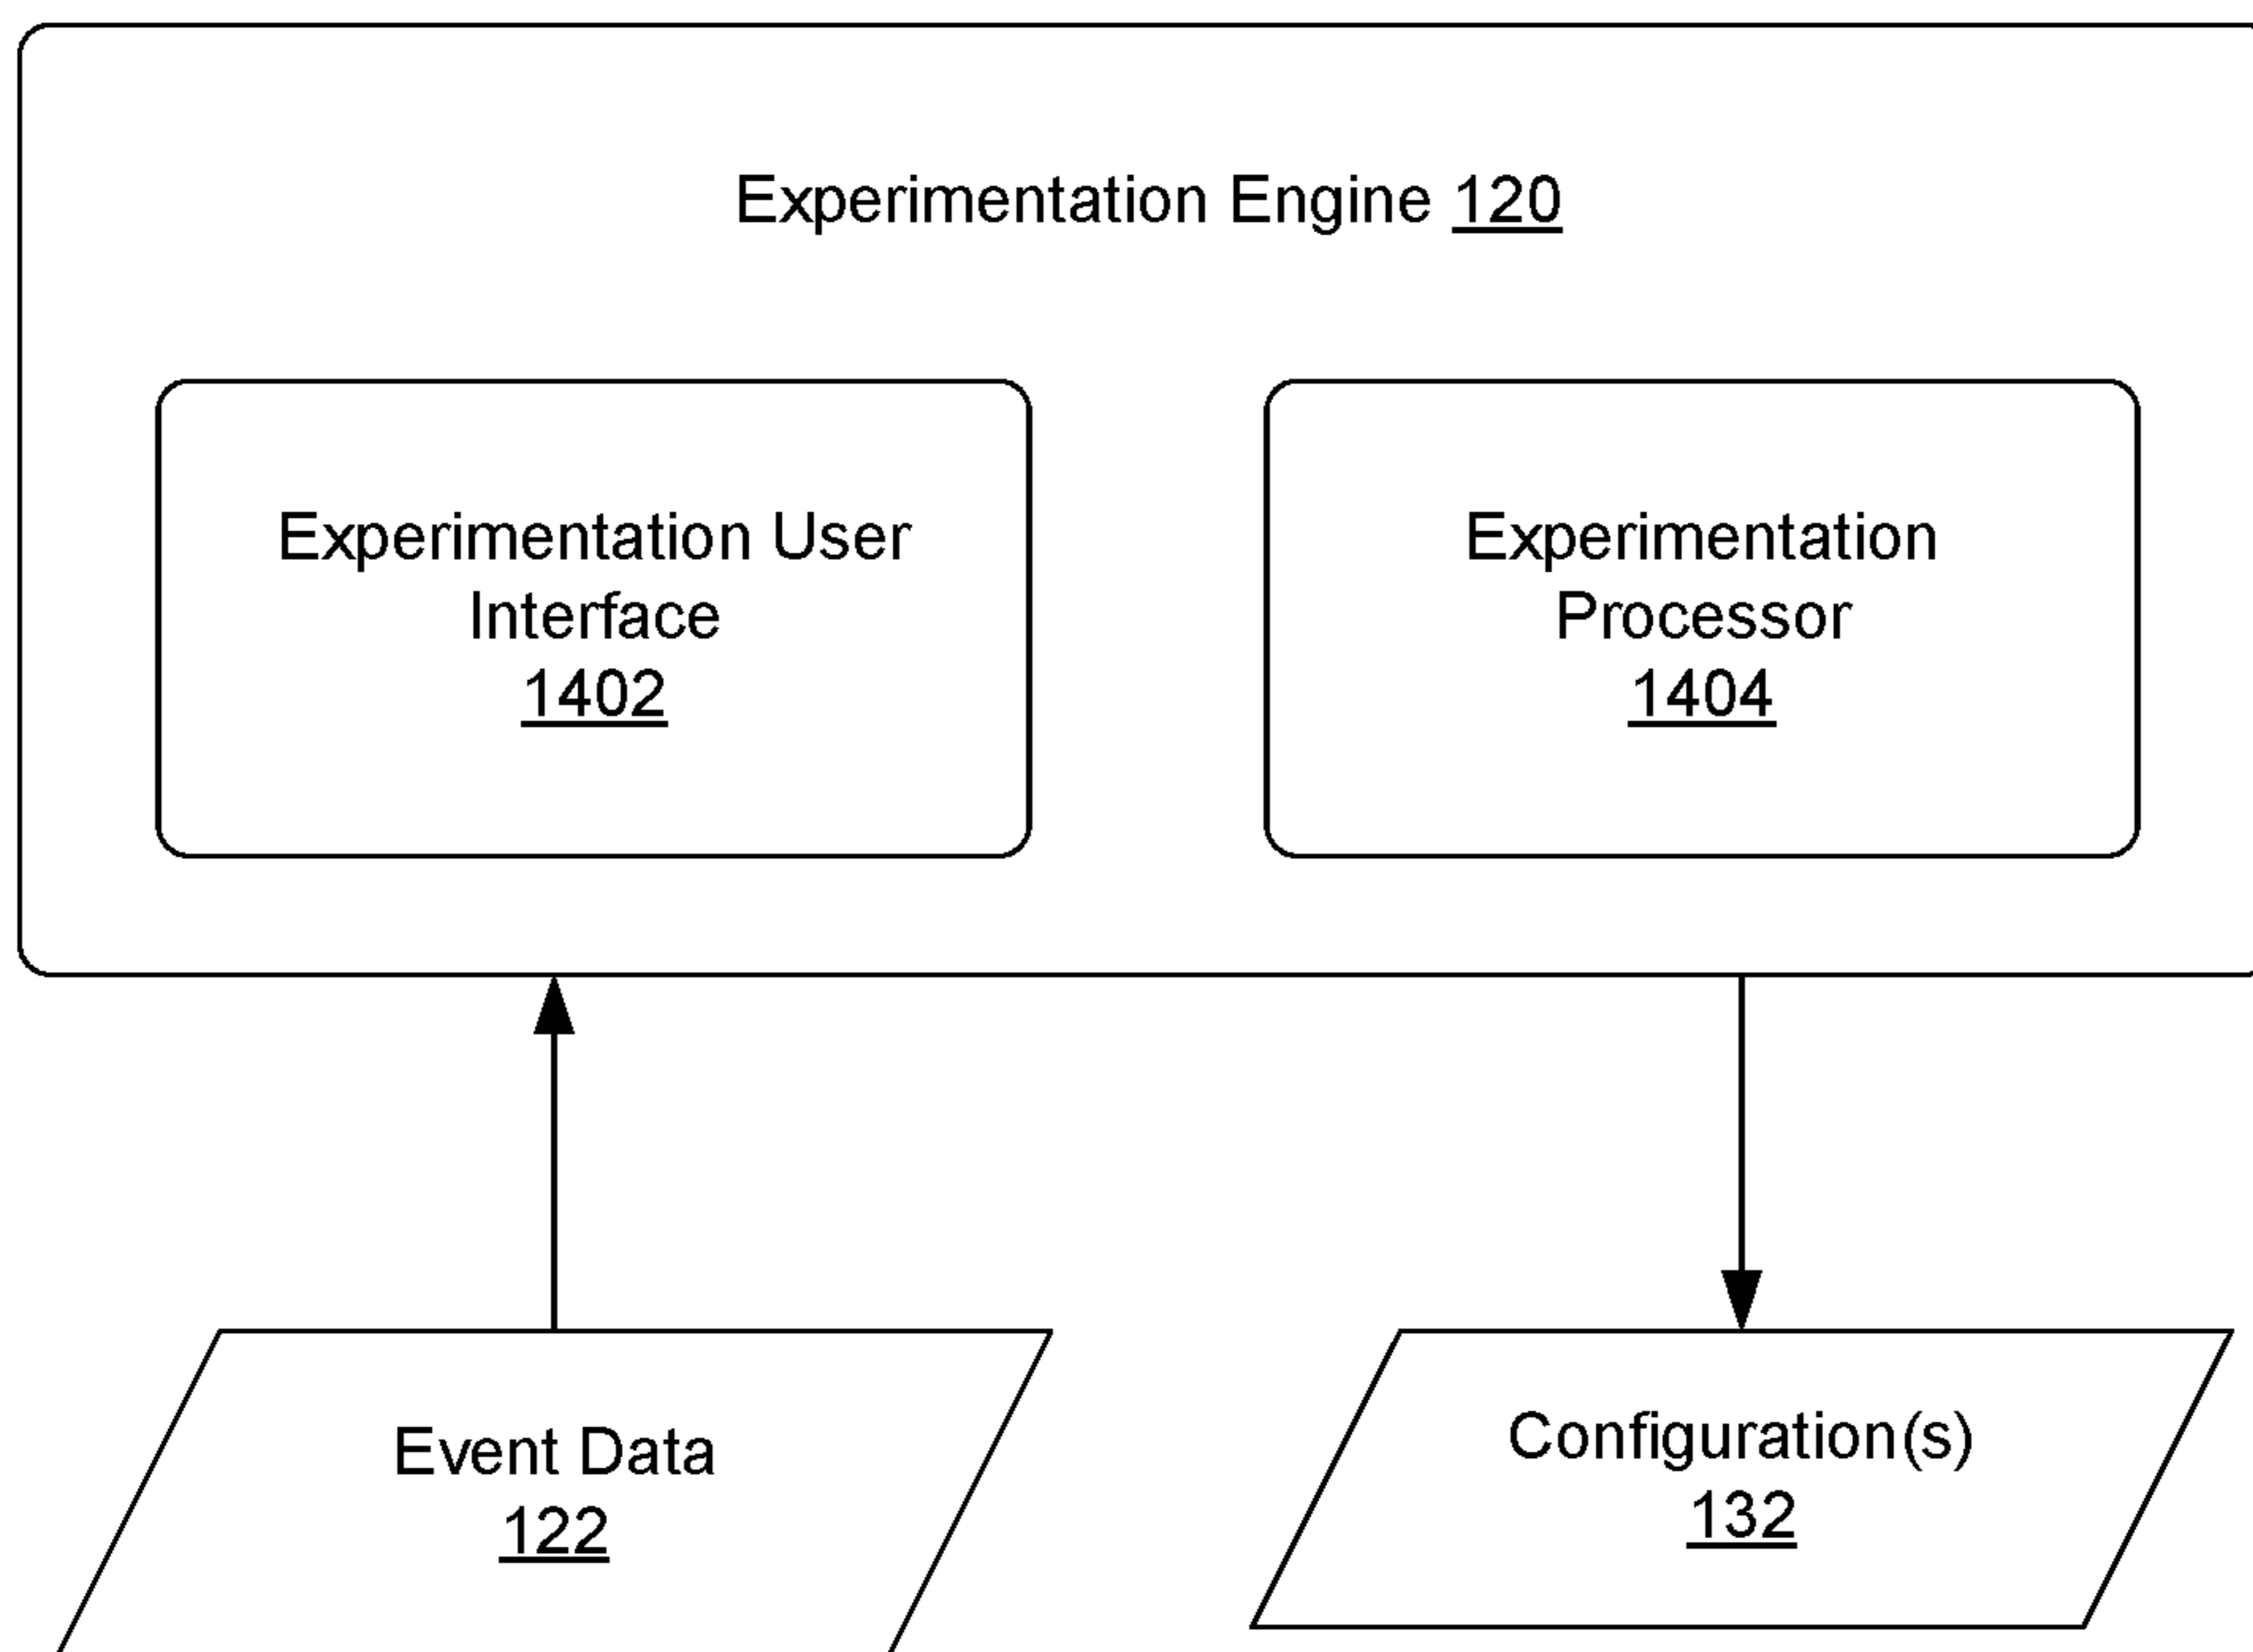 Experimentation Engine 120
Experimentation User
Interface
1402
Experimentation
Processor
1404
Event Data
122
Configuration(s)
132